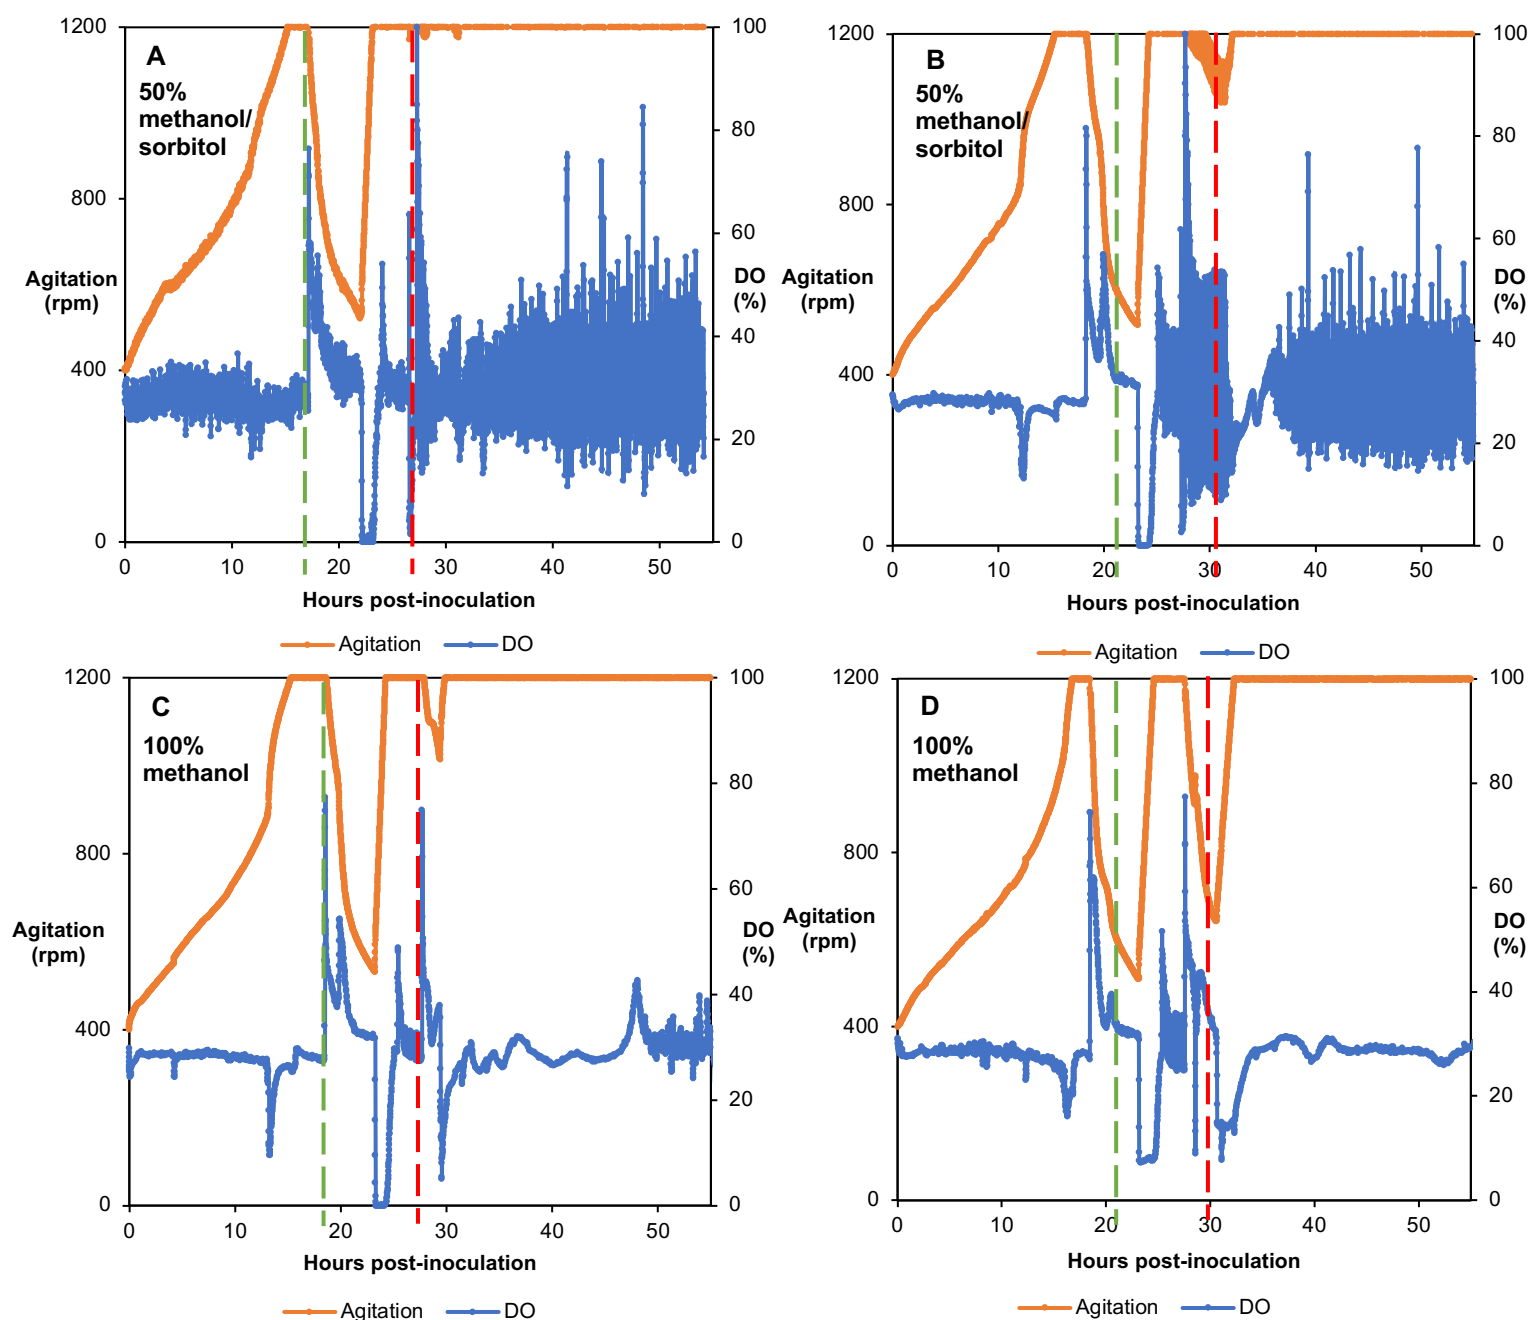 A
50%
methanol/
sorbitol
1200
800
400
0
Agitation
(rpm)
100
80
60
40
20
0
DO
(%)
0 10 20 30 40 50
Hours post-inoculation
Agitation DO
B
50%
methanol/
sorbitol
1200
800
400
0
Agitation
(rpm)
100
80
60
40
20
0
DO
(%)
0 10 20 30 40 50
Hours post-inoculation
Agitation DO
C
100%
methanol
1200
800
400
0
Agitation
(rpm)
100
80
60
40
20
0
DO
(%)
0 10 20 30 40 50
Hours post-inoculation
Agitation DO
D
100%
methanol
1200
800
400
0
Agitation
(rpm)
100
80
60
40
20
0
DO
(%)
0 10 20 30 40 50
Hours post-inoculation
Agitation DO